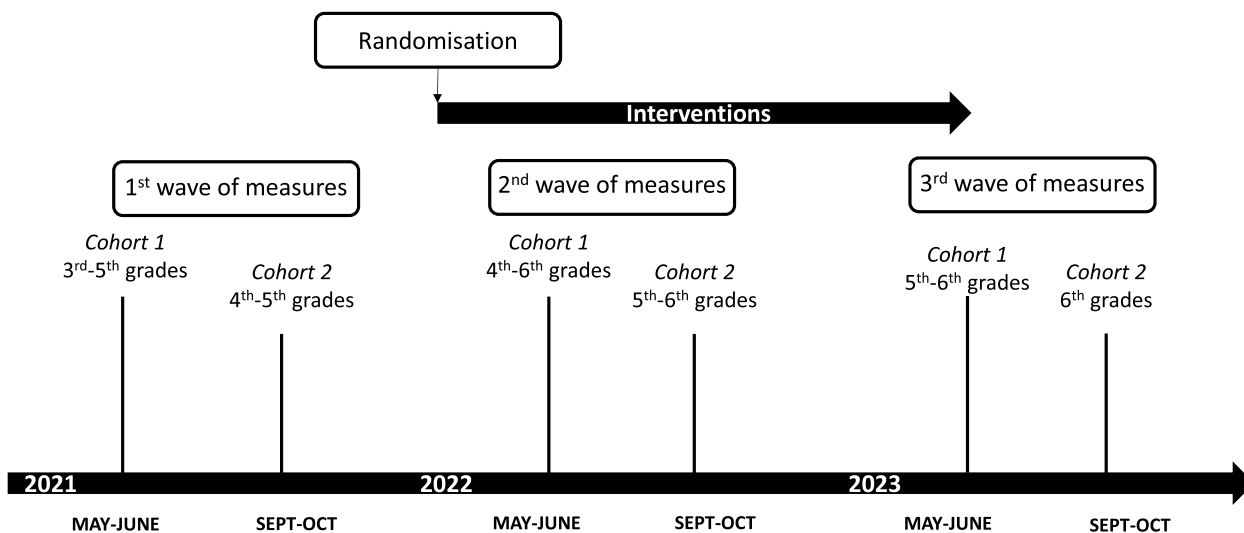 Randomisation
Interventions
1st wave of measures
2nd wave of measures
3rd wave of measures
Cohort 1
3rd-5th grades
Cohort 2
4th-5th grades
Cohort 1
4th-6th grades
Cohort 2
5th-6th grades
Cohort 1
5th-6th grades
Cohort 2
6th grades
2021
2022
2023
MAY-JUNE
SEPT-OCT
MAY-JUNE
SEPT-OCT
MAY-JUNE
SEPT-OCT